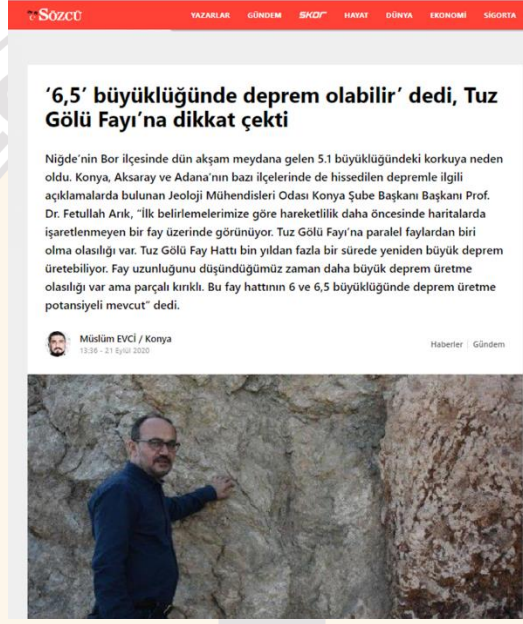 Sözcü
YAZARLAR GÜNDEM SKOR HAYAT DÜNYA EKONOMİ SİGORTA
‘6,5’ büyüklüğünde deprem olabilir’ dedi, Tuz
Gölü Fayı’na dikkat çekti
Niğde’nin Bor ilçesinde dün akşam meydana gelen 5.1 büyüklüğündeki korkuya neden
oldu. Konya, Aksaray ve Adana’nın bazı ilçelerinde de hissedilen depremle ilgili
açıklamalarda bulunan Jeoloji Mühendisleri Odası Konya Şube Başkanı Başkanı Prof.
Dr. Fetullah Arık, “İlk belirlemelerimize göre hareketlilik daha öncesinde haritalarda
işaretlenmeyen bir fay üzerinde görünüyor. Tuz Gölü Fayı’na paralel faylardan biri
olma olasılığı var. Tuz Gölü Fay Hattı bin yıldan fazla bir sürede yeniden büyük deprem
üretebiliyor. Fay uzunluğunu düşündüğümüz zaman daha büyük deprem üretme
olasılığı var ama parçalı kırıklı. Bu fay hattının 6 ve 6,5 büyüklüğünde deprem üretme
potansiyeli mevcut” dedi.
Müslüm EVCİ / Konya
13:36 - 21 Eylül 2020
Haberler Gündem